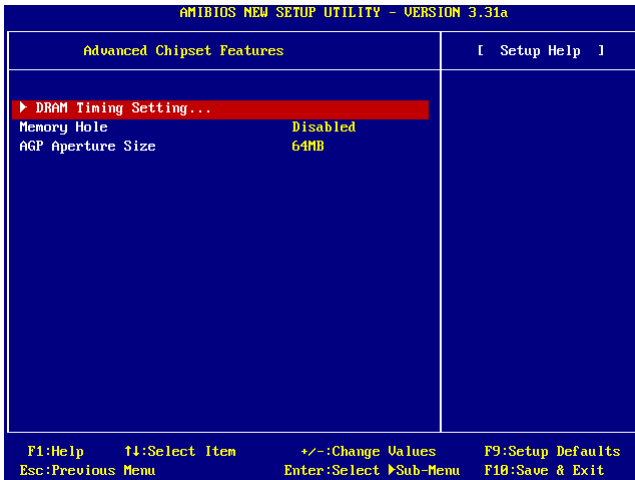 AMIBIOS NEW SETUP UTILITY - VERSION 3.31a
Advanced Chipset Features
[ Setup Help ]
▶ DRAM Timing Setting...
Memory Hole Disabled
AGP Aperture Size 64MB
F1:Help ↑↓:Select Item +/-:Change Values F9:Setup Defaults
Esc:Previous Menu Enter:Select ▶Sub-Menu F10:Save & Exit